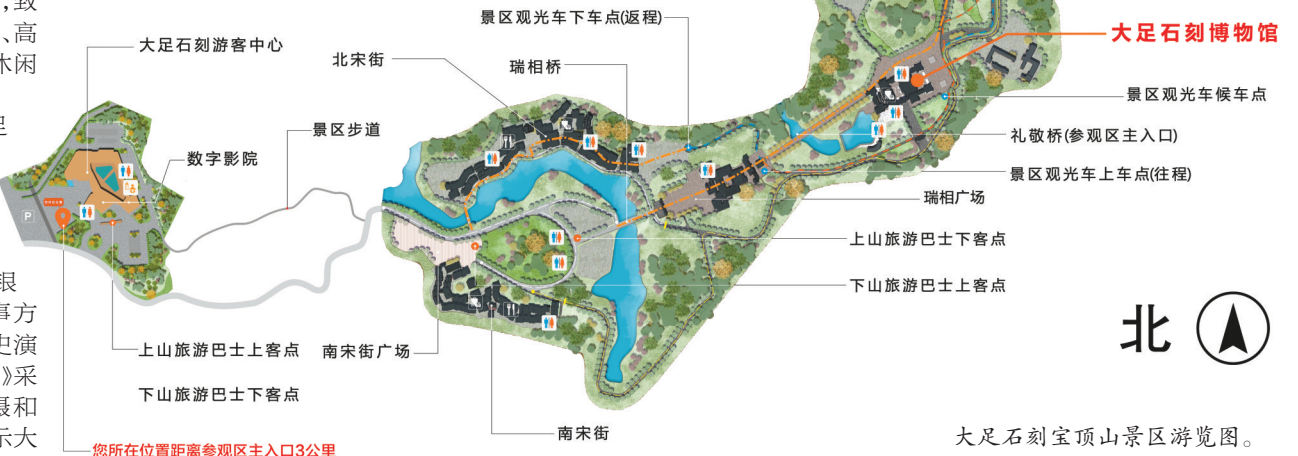 ,致
、高
休闲
银
事方
史演
》采
摄和
示大
大足石刻游客中心
数字影院
景区步道
P
上山旅游巴士上客点
下山旅游巴士下客点
您所在位置距离参观区主入口3公里
景区观光车下车点(返程)
北宋街
瑞相桥
南宋街广场
南宋街
大足石刻博物馆
景区观光车候车点
礼敬桥(参观区主入口)
景区观光车上车点(往程)
瑞相广场
上山旅游巴士下客点
下山旅游巴士上客点
北
大足石刻宝顶山景区游览图。